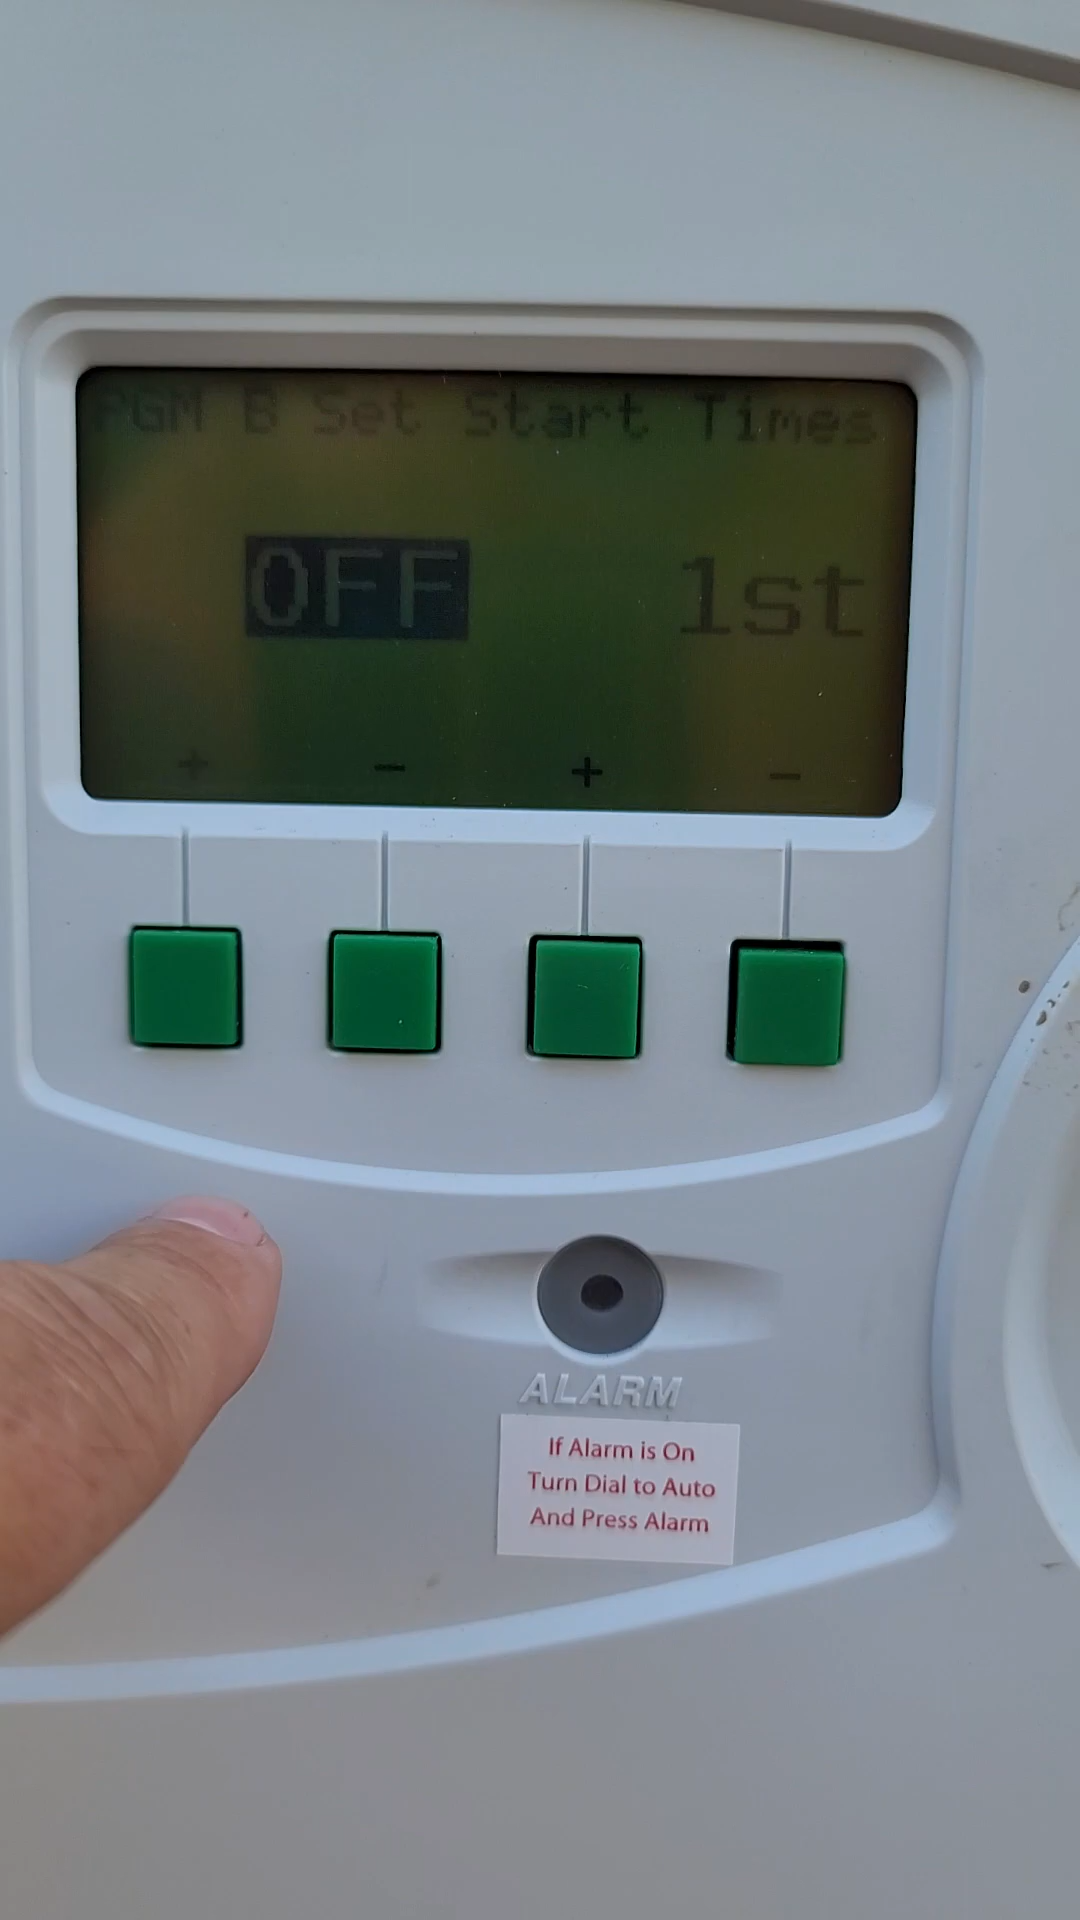 PGM B Set Start Times
OFF 1st
+ - + -
ALARM
If Alarm is On
Turn Dial to Auto
And Press Alarm